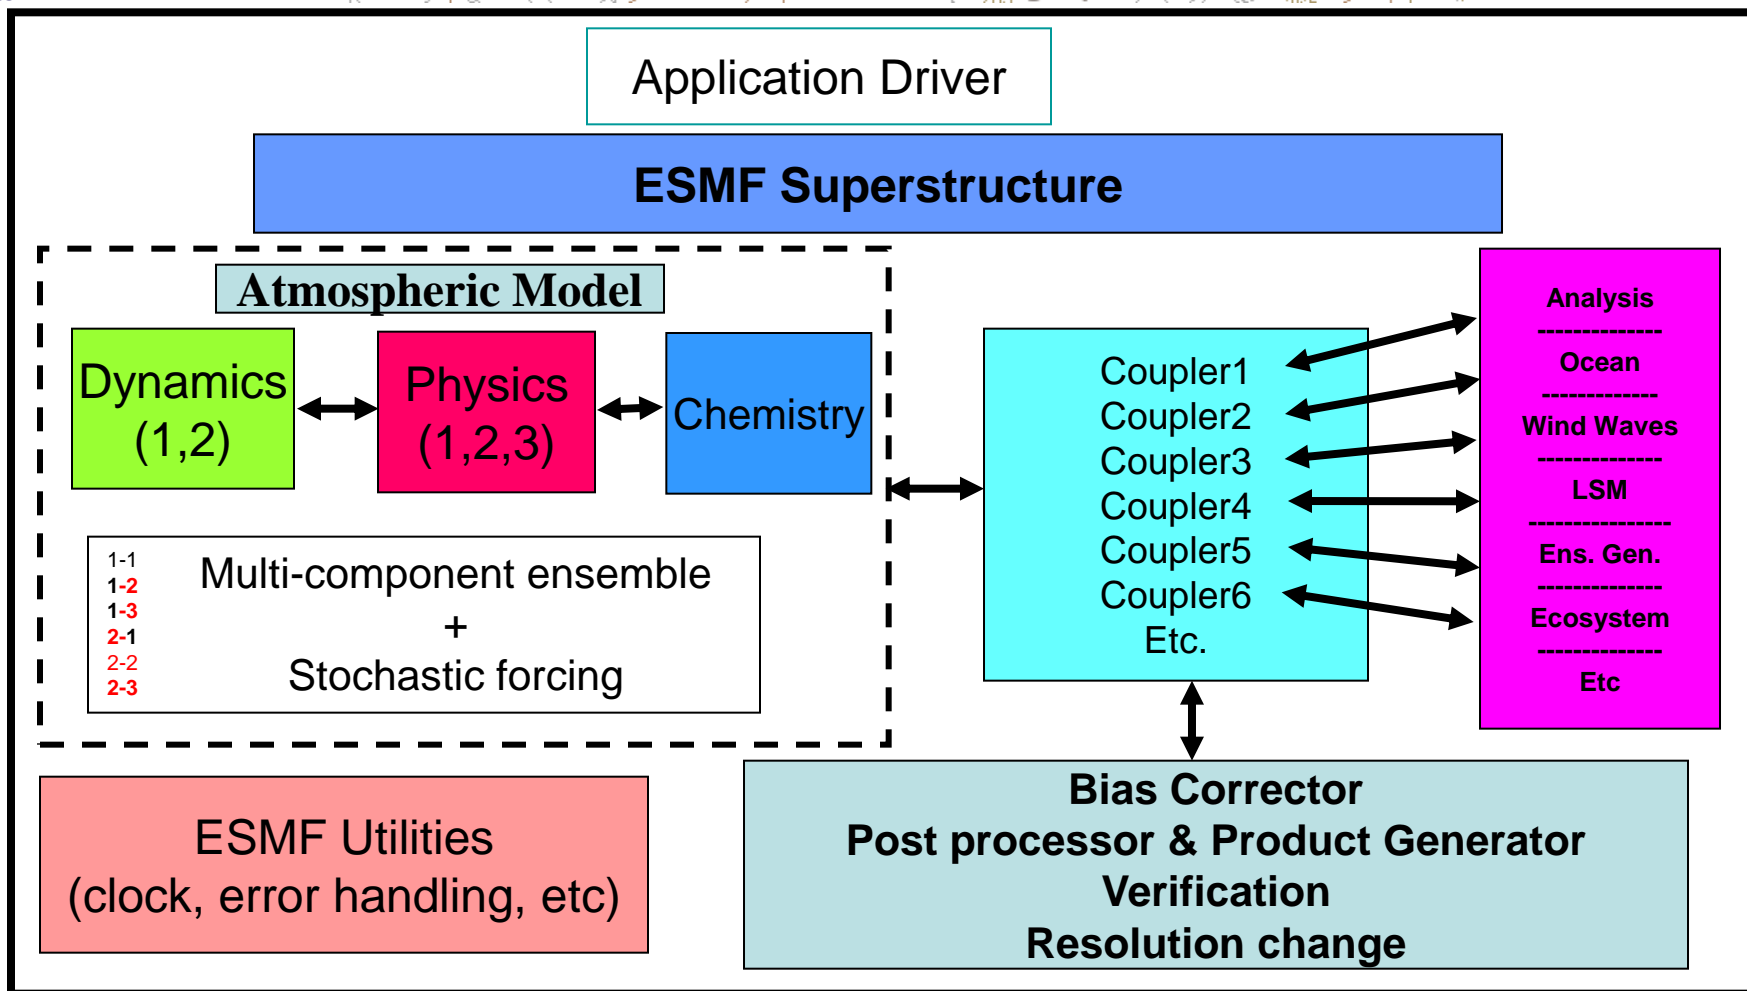 Application Driver
ESMF Superstructure
Atmospheric Model
Dynamics
(1,2)
Physics
(1,2,3)
Chemistry
1-1
1-2
1-3
2-1
2-2
2-3
Multi-component ensemble
+
Stochastic forcing
Coupler1
Coupler2
Coupler3
Coupler4
Coupler5
Coupler6
Etc.
Analysis
--------------
Ocean
-------------
Wind Waves
--------------
LSM
----------------
Ens. Gen.
--------------
Ecosystem
--------------
Etc
ESMF Utilities
(clock, error handling, etc)
Bias Corrector
Post processor & Product Generator
Verification
Resolution change